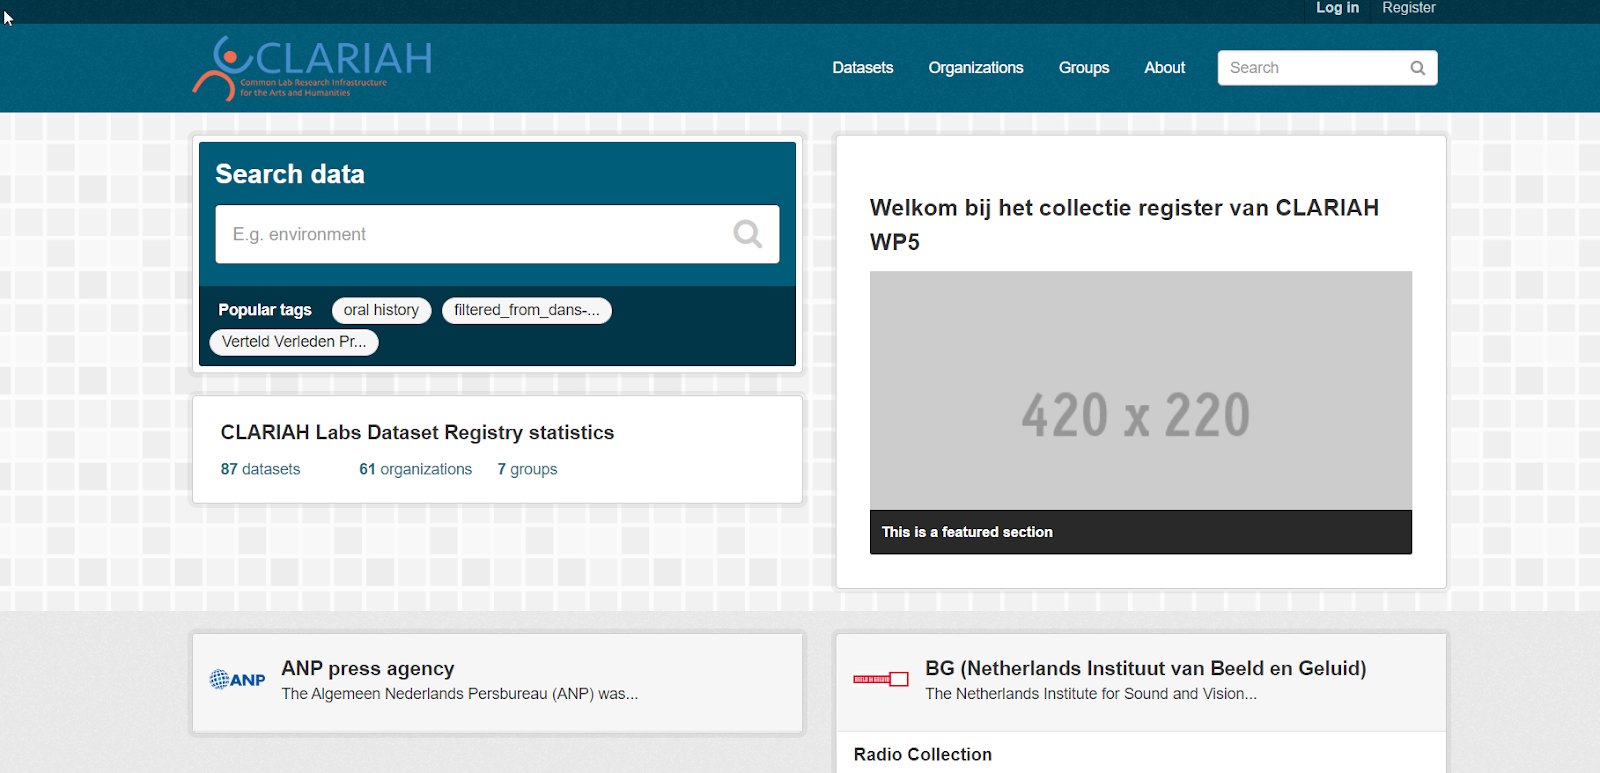 Log in Register
CLARIAH
Common Lab Research Infrastructure
for the Arts and Humanities
Datasets Organizations Groups About Search
Search data
E.g. environment
Popular tags oral history filtered_from_dans-...
Verteld Verleden Pr...
CLARIAH Labs Dataset Registry statistics
87 datasets 61 organizations 7 groups
Welkom bij het collectie register van CLARIAH
WP5
420 x 220
This is a featured section
ANP
ANP press agency
The Algemeen Nederlands Persbureau (ANP) was...
BEELD EN GELUID
BG (Netherlands Instituut van Beeld en Geluid)
The Netherlands Institute for Sound and Vision...
Radio Collection